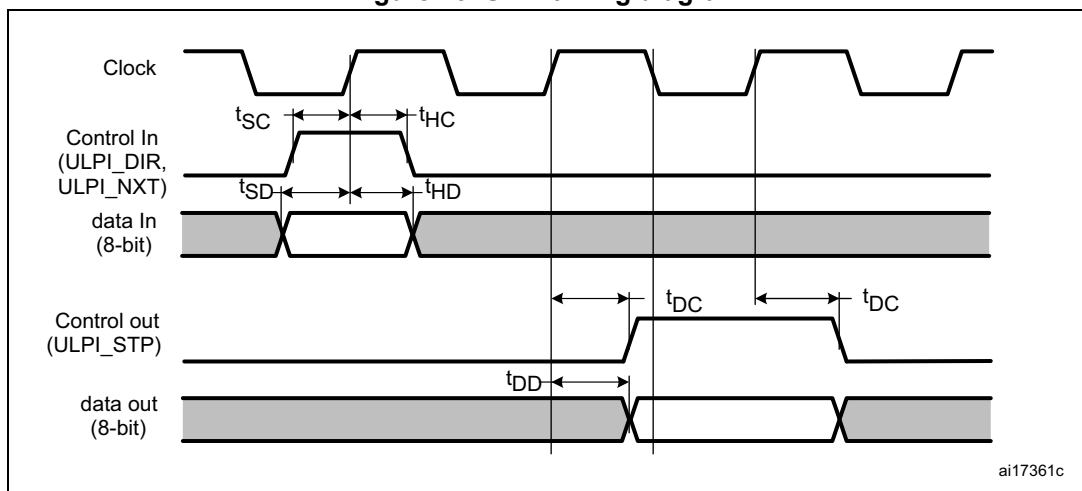 Clock
tSC
tHC
Control In
(ULPI_DIR,
ULPI_NXT)
tSD
tHD
data In
(8-bit)
tDC
tDC
Control out
(ULPI_STP)
tDD
data out
(8-bit)
ai17361c